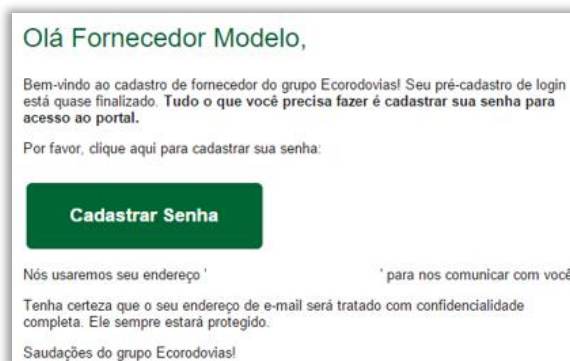 Olá Fornecedor Modelo,
Bem-vindo ao cadastro de fornecedor do grupo Ecorodovias! Seu pré-cadastro de login
está quase finalizado. Tudo o que você precisa fazer é cadastrar sua senha para
acesso ao portal.
Por favor, clique aqui para cadastrar sua senha:
Cadastrar Senha
Nós usaremos seu endereço ' ' para nos comunicar com você
Tenha certeza que o seu endereço de e-mail será tratado com confidencialidade
completa. Ele sempre estará protegido.
Saudações do grupo Ecorodovias!